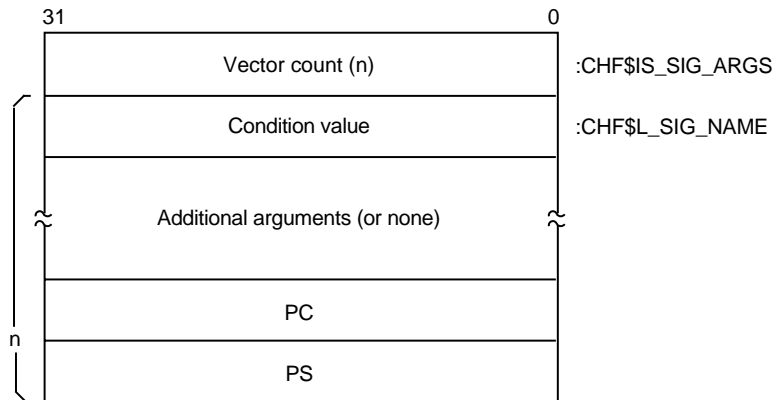 31 0
Vector count (n) :CHF$IS_SIG_ARGS
Condition value :CHF$L_SIG_NAME
Additional arguments (or none)
PC
n
PS